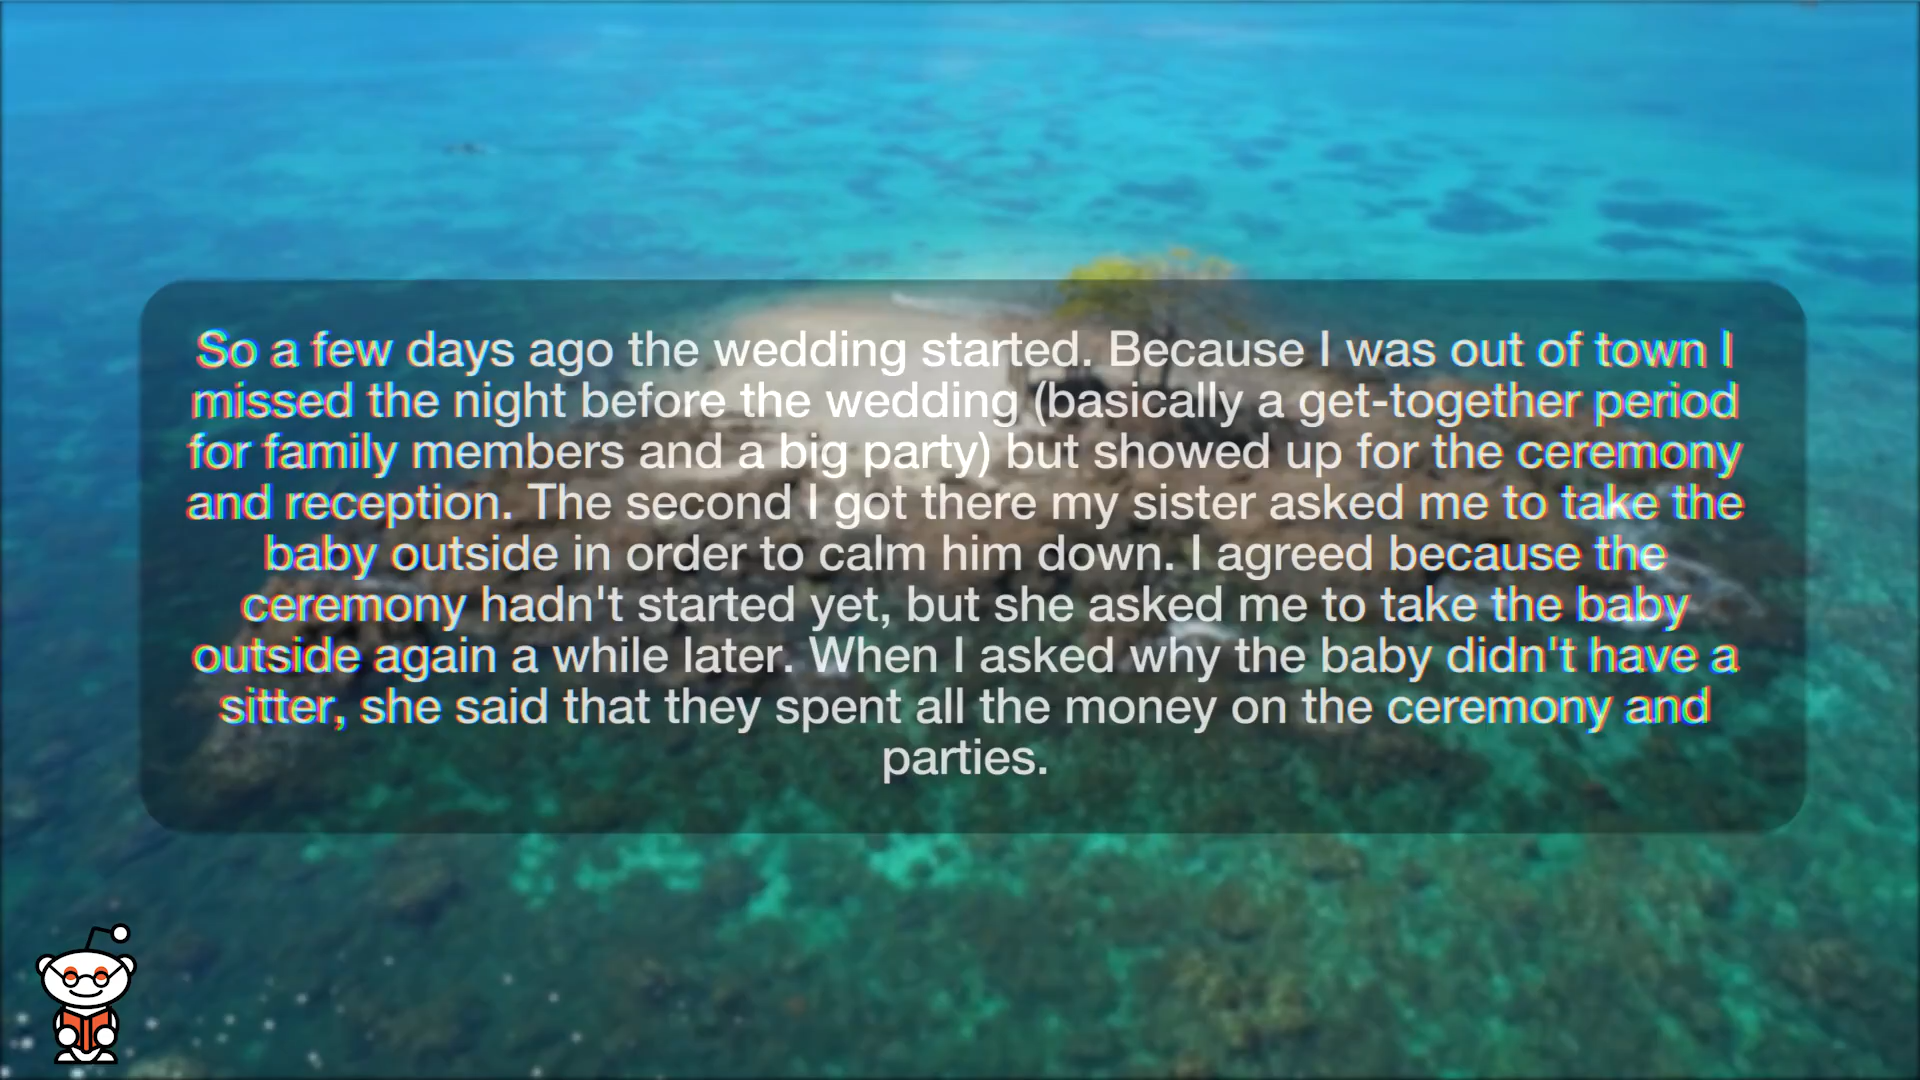 So a few days ago the wedding started. Because I was out of town I
missed the night before the wedding (basically a get-together period
for family members and a big party) but showed up for the ceremony
and reception. The second I got there my sister asked me to take the
baby outside in order to calm him down. I agreed because the
ceremony hadn't started yet, but she asked me to take the baby
outside again a while later. When I asked why the baby didn't have a
sitter, she said that they spent all the money on the ceremony and
parties.